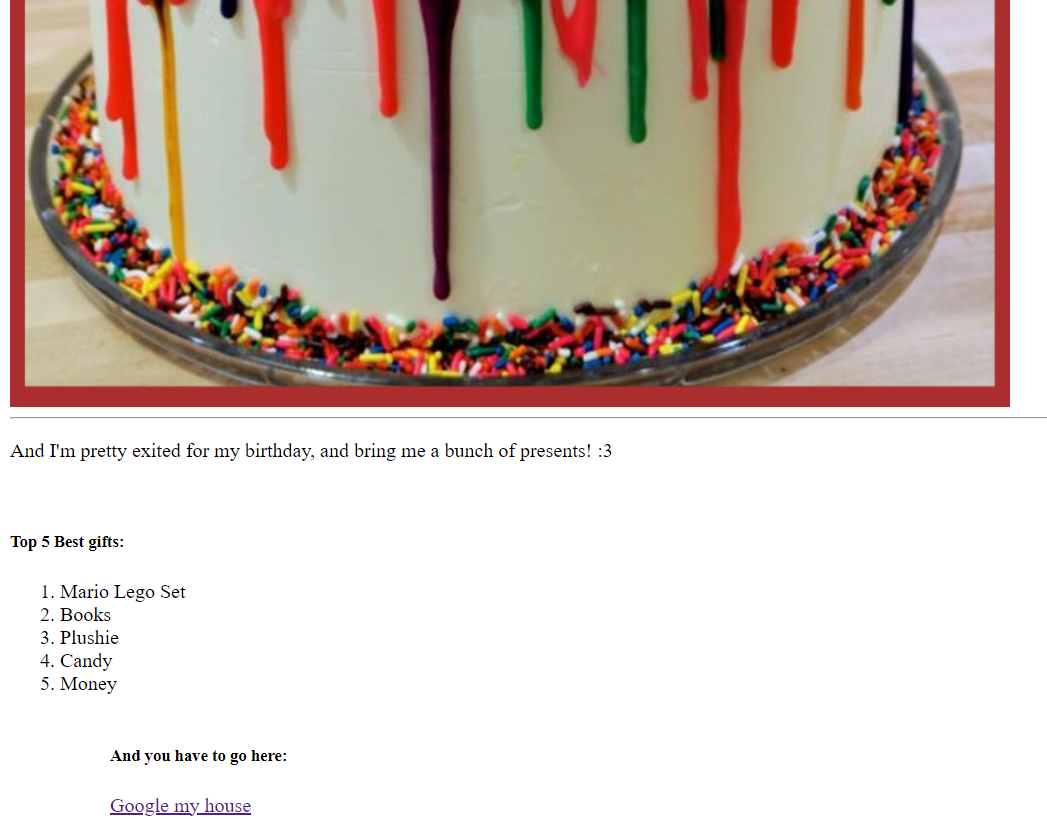 And I'm pretty exited for my birthday, and bring me a bunch of presents! :3
Top 5 Best gifts:
1. Mario Lego Set
2. Books
3. Plushie
4. Candy
5. Money
And you have to go here:
Google my house